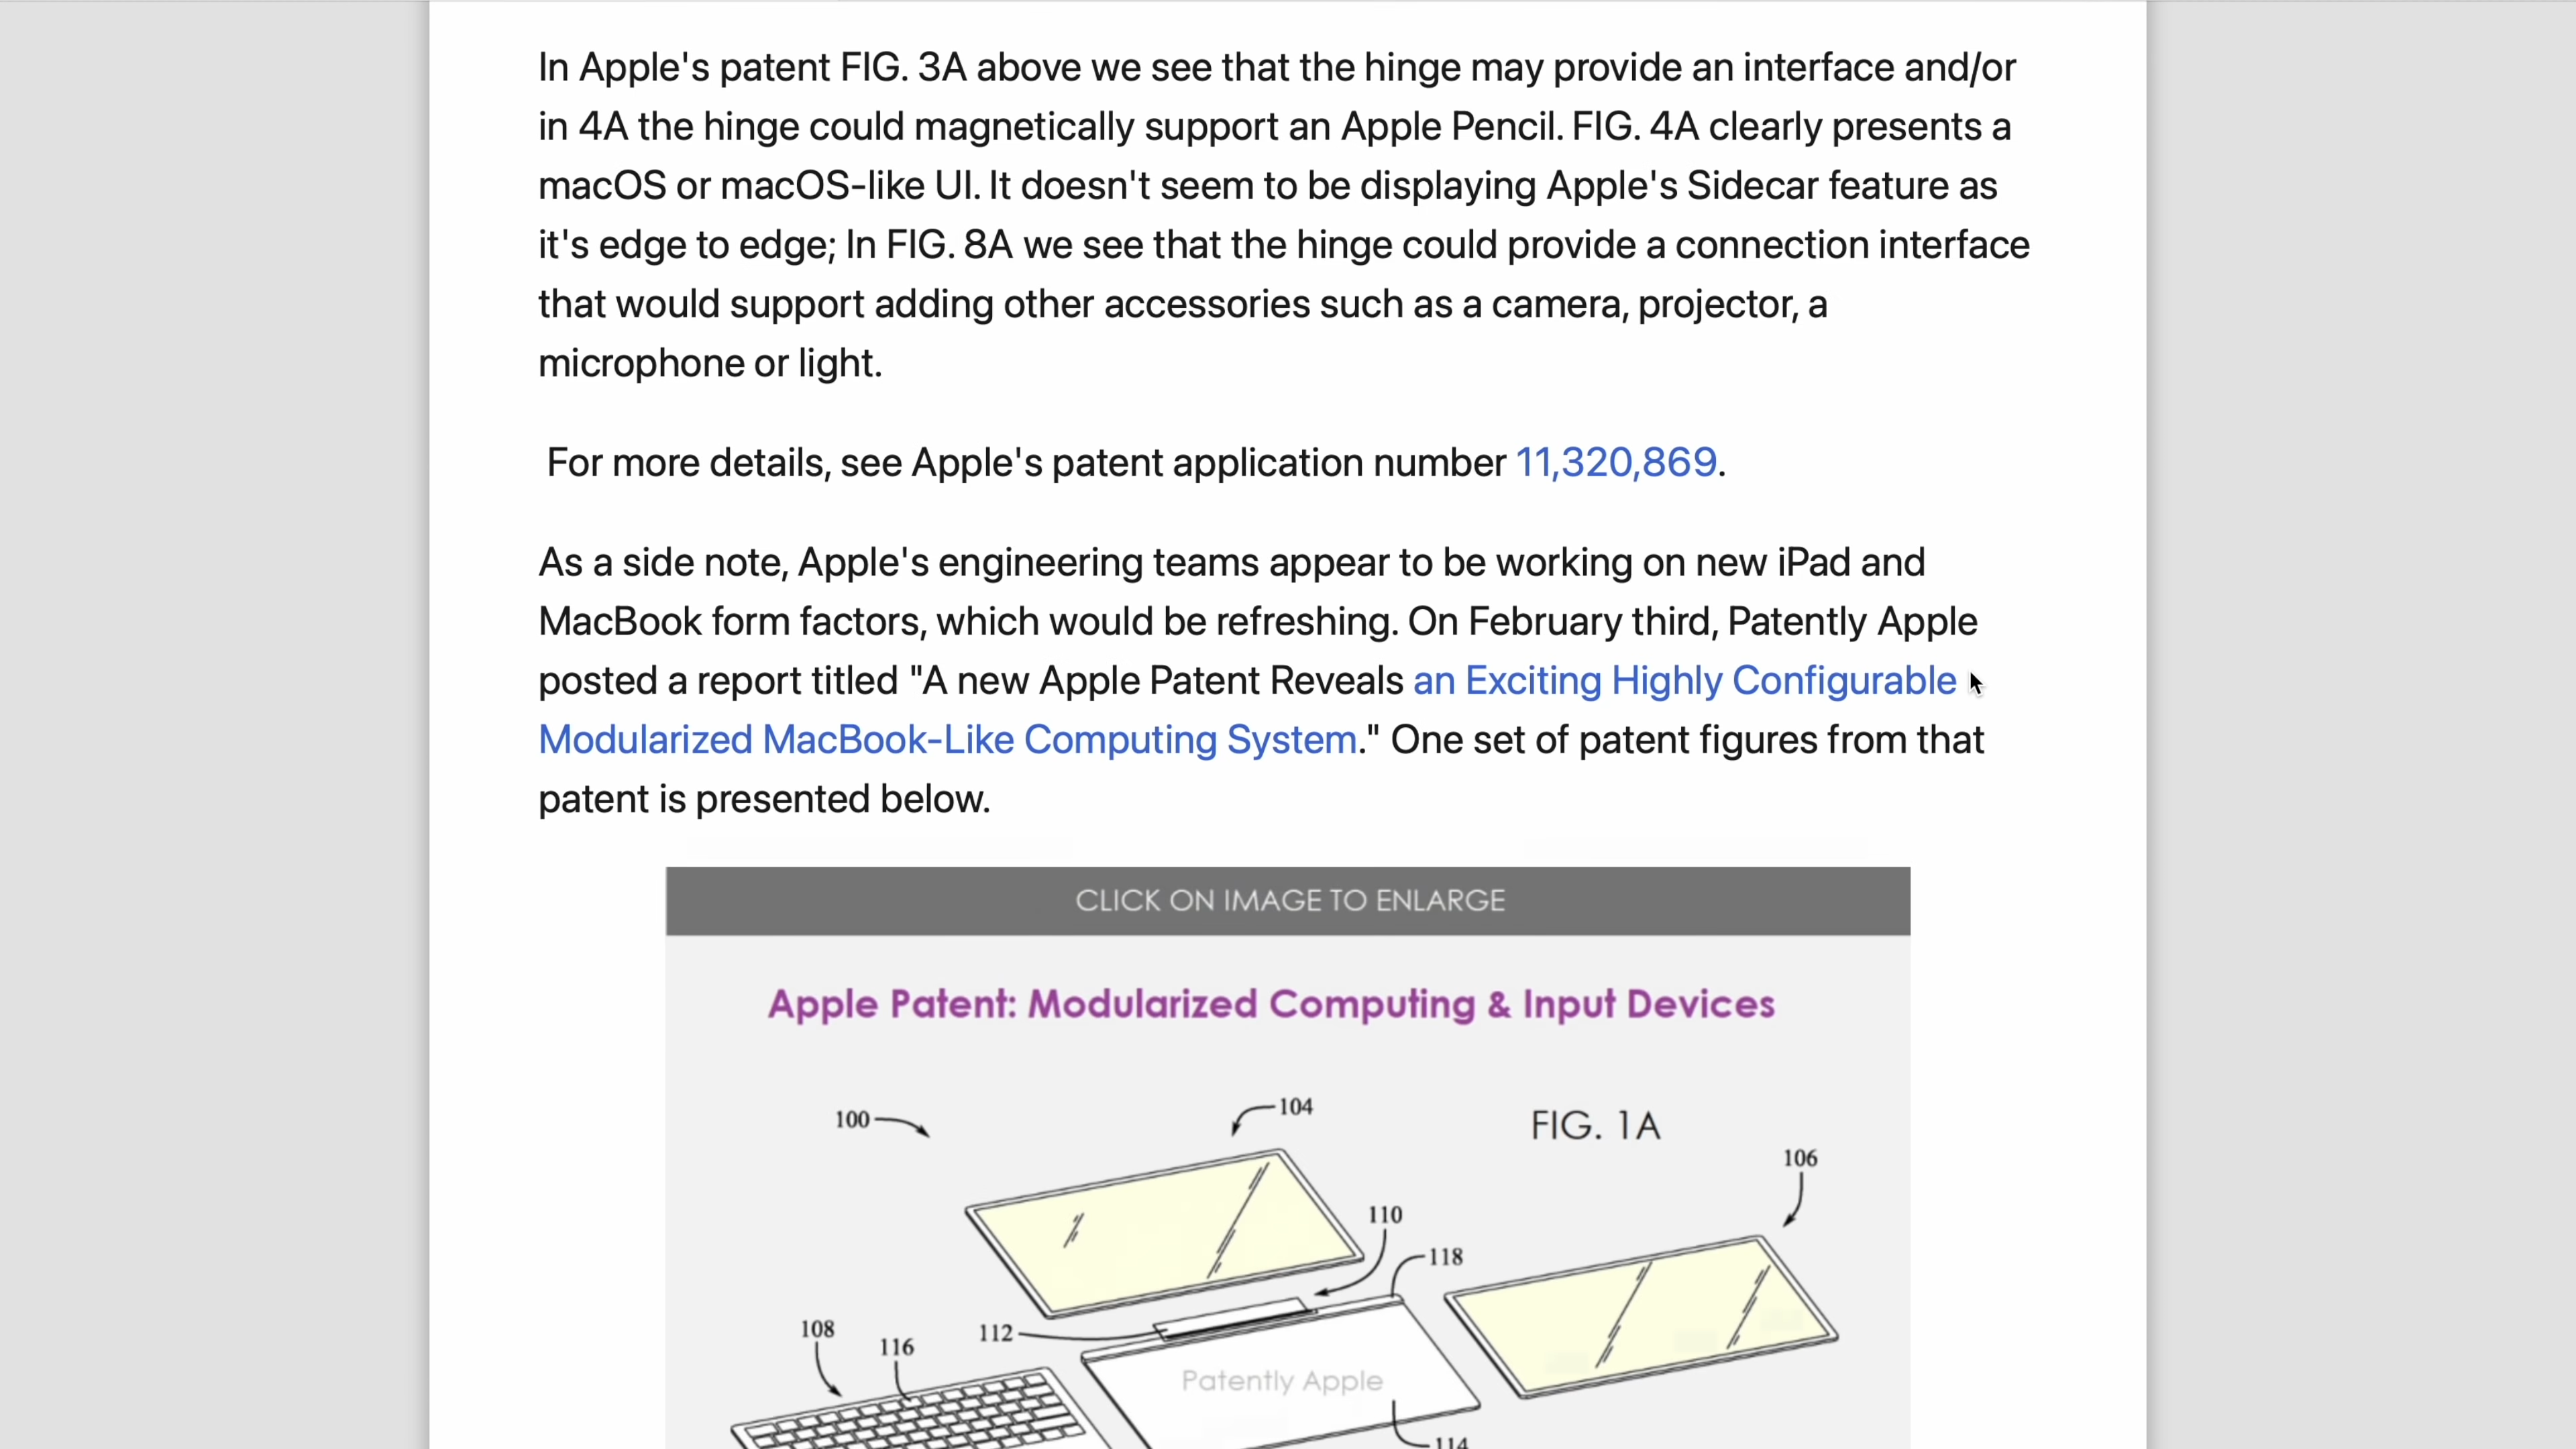 In Apple's patent FIG. 3A above we see that the hinge may provide an interface and/or
in 4A the hinge could magnetically support an Apple Pencil. FIG. 4A clearly presents a
macOS or macOS-like UI. It doesn't seem to be displaying Apple's Sidecar feature as
it's edge to edge; In FIG. 8A we see that the hinge could provide a connection interface
that would support adding other accessories such as a camera, projector, a
microphone or light.
For more details, see Apple's patent application number 11,320,869.
As a side note, Apple's engineering teams appear to be working on new iPad and
MacBook form factors, which would be refreshing. On February third, Patently Apple
posted a report titled "A new Apple Patent Reveals an Exciting Highly Configurable
Modularized MacBook-Like Computing System." One set of patent figures from that
patent is presented below.
CLICK ON IMAGE TO ENLARGE
Apple Patent: Modularized Computing & Input Devices
100
104
FIG. 1A
106
110
118
108
116
112
Patently Apple
114